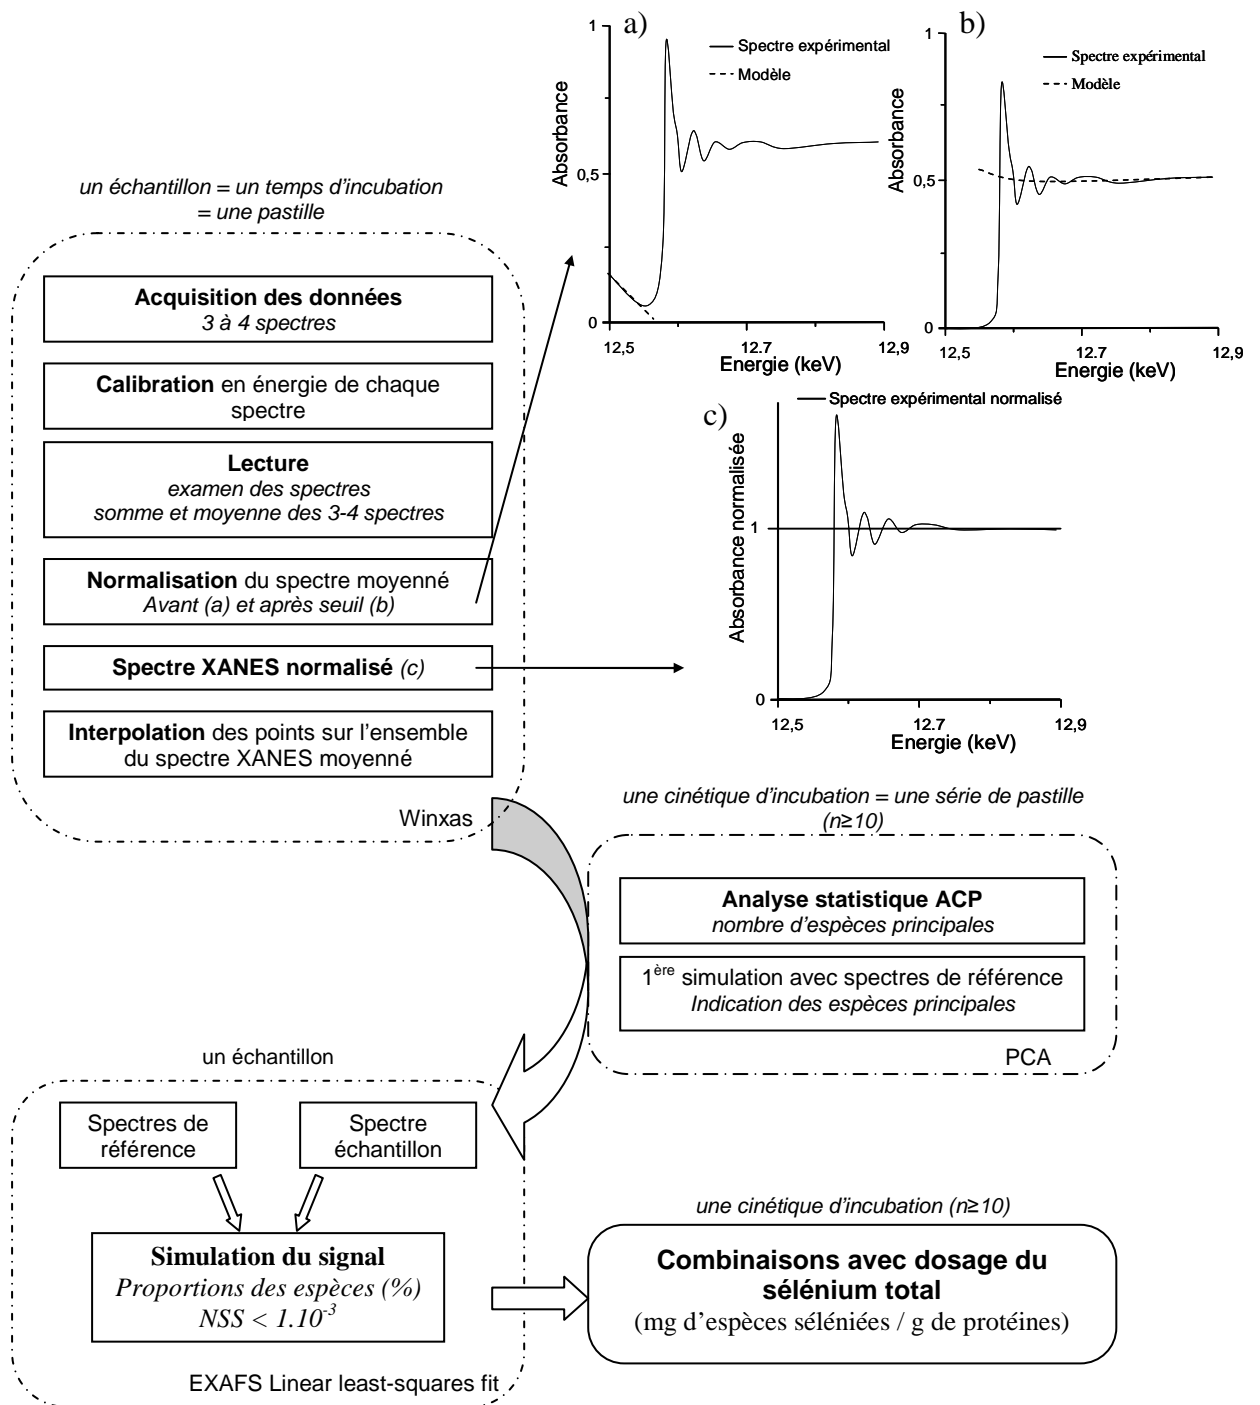 a)
1
Spectre expérimental
Modèle
Absorbance
0,5
0
12,5
12.7
12,9
Energie (keV)
b)
1
Spectre expérimental
Modèle
Absorbance
0,5
0
12,5
12.7
12,9
Energie (keV)
c)
Spectre expérimental normalisé
Absorbance normalisée
1
0
12,5
12.7
12,9
Energie (keV)
un échantillon = un temps d'incubation
= une pastille
Acquisition des données
3 à 4 spectres
Calibration en énergie de chaque
spectre
Lecture
examen des spectres
somme et moyenne des 3-4 spectres
Normalisation du spectre moyenné
Avant (a) et après seuil (b)
Spectre XANES normalisé (c)
Interpolation des points sur l'ensemble
du spectre XANES moyenné
Winxas
une cinétique d'incubation = une série de pastille
(n≥10)
Analyse statistique ACP
nombre d'espèces principales
1ère simulation avec spectres de référence
Indication des espèces principales
PCA
un échantillon
Spectres de
référence
Spectre
échantillon
Simulation du signal
Proportions des espèces (%)
NSS < 1.10-3
EXAFS Linear least-squares fit
une cinétique d'incubation (n≥10)
Combinaisons avec dosage du
sélénium total
(mg d'espèces séléniées / g de protéines)